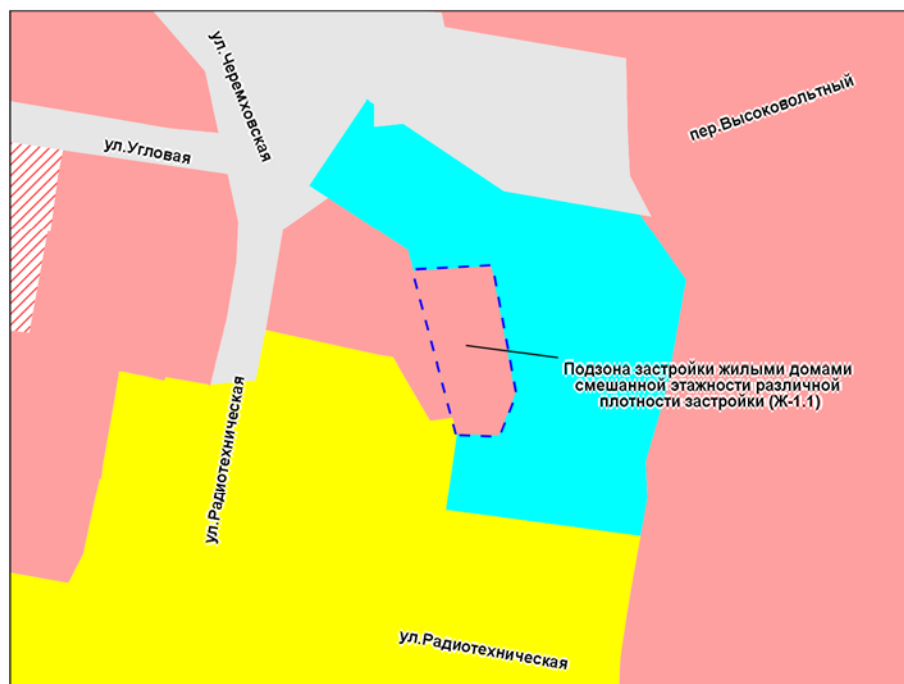 ул.Черемховская
пер.Высоковольтный
ул.Угловая
Подзона застройки жилыми домами
смешанной этажности различной
плотности застройки (Ж-1.1)
ул.Радиотехническая
ул.Радиотехническая